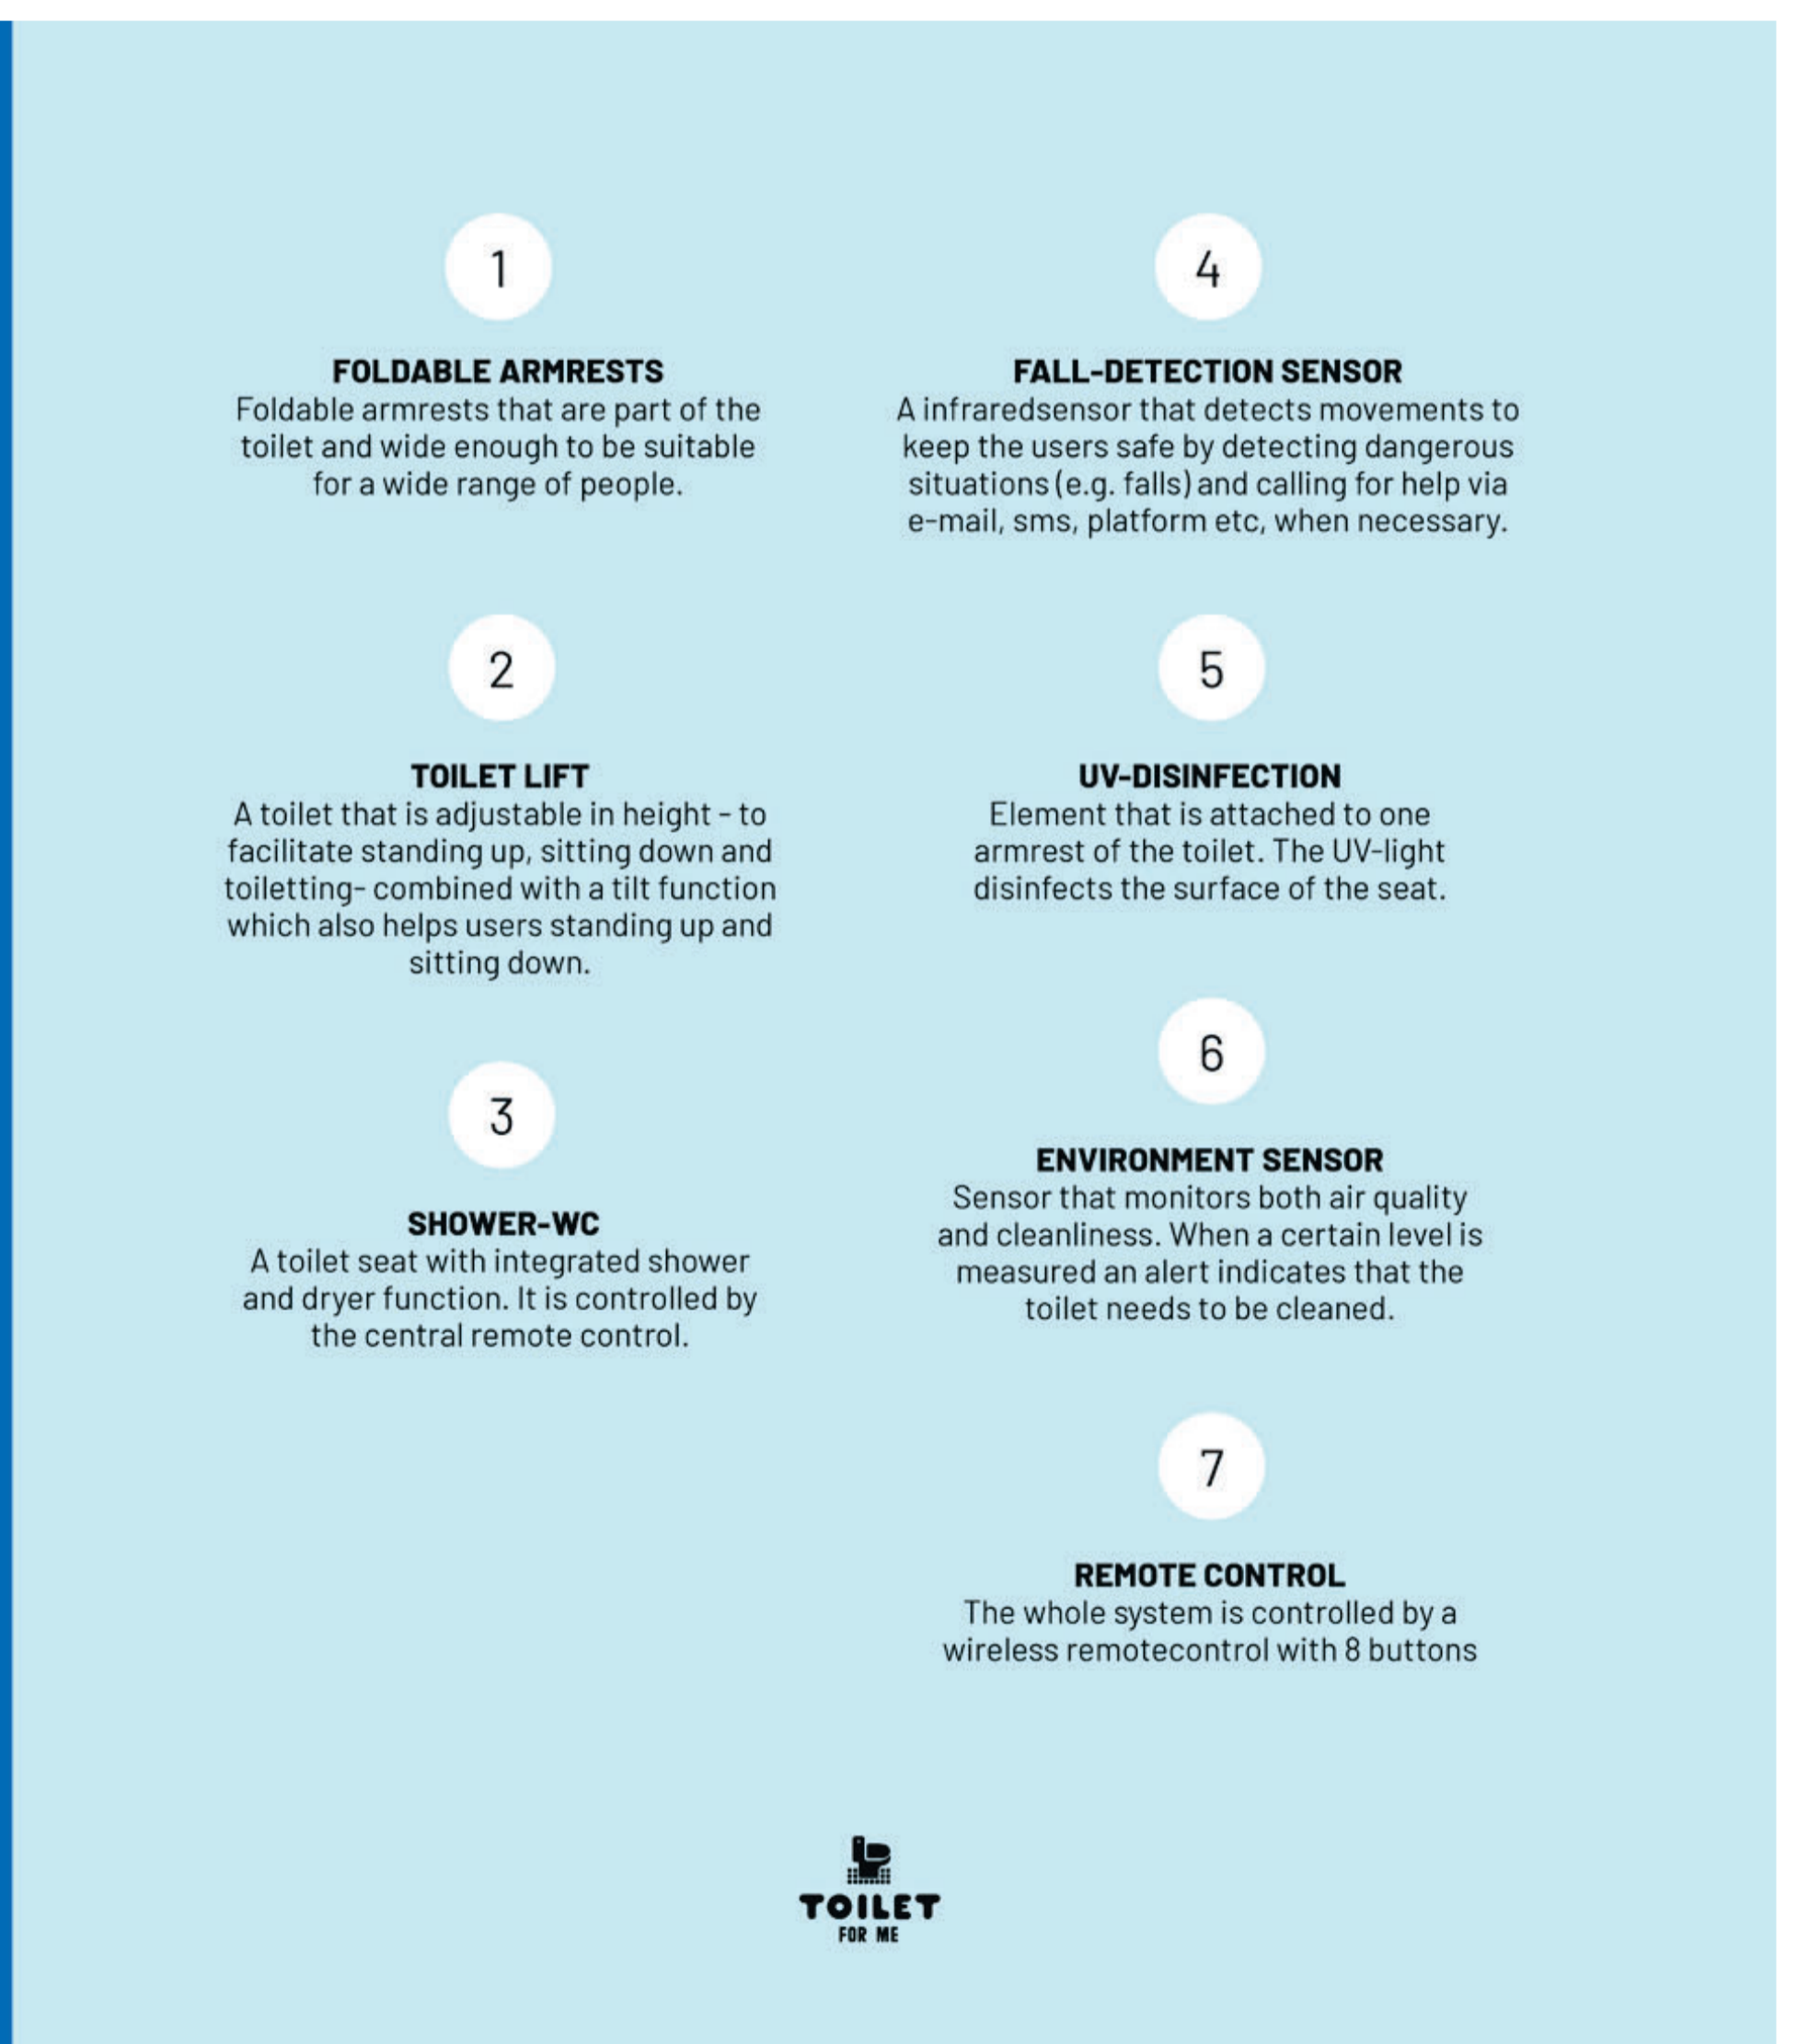 1
FOLDABLE ARMRESTS
Foldable armrests that are part of the
toilet and wide enough to be suitable
for a wide range of people.
2
TOILET LIFT
A toilet that is adjustable in height - to
facilitate standing up, sitting down and
toiletting- combined with a tilt function
which also helps users standing up and
sitting down.
3
SHOWER-WC
A toilet seat with integrated shower
and dryer function. It is controlled by
the central remote control.
4
FALL-DETECTION SENSOR
A infraredsensor that detects movements to
keep the users safe by detecting dangerous
situations (e.g. falls) and calling for help via
e-mail, sms, platform etc, when necessary.
5
UV-DISINFECTION
Element that is attached to one
armrest of the toilet. The UV-light
disinfects the surface of the seat.
6
ENVIRONMENT SENSOR
Sensor that monitors both air quality
and cleanliness. When a certain level is
measured an alert indicates that the
toilet needs to be cleaned.
7
REMOTE CONTROL
The whole system is controlled by a
wireless remotecontrol with 8 buttons
TOILET
FOR ME